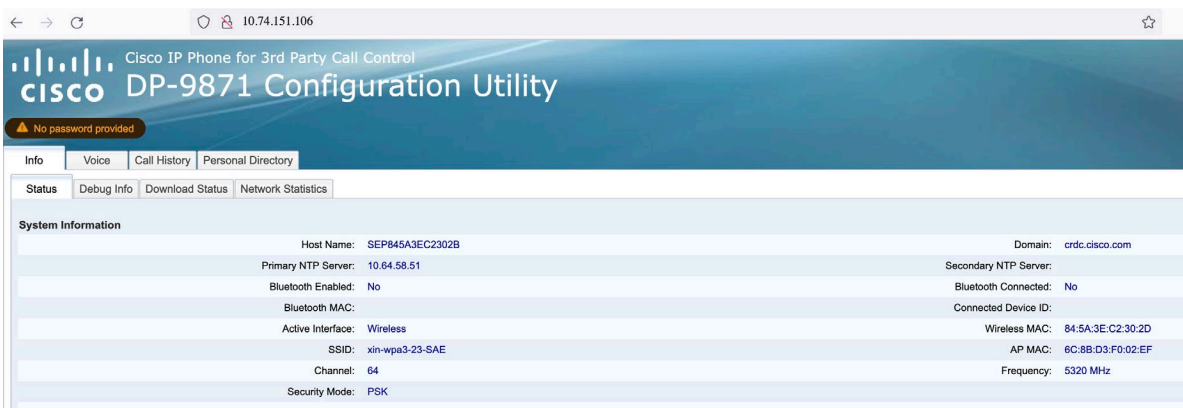 10.74.151.106
Cisco IP Phone for 3rd Party Call Control
CISCO DP-9871 Configuration Utility
No password provided
Info Voice Call History Personal Directory
Status Debug Info Download Status Network Statistics
System Information
Host Name: SEP845A3EC2302B Domain: crdc.cisco.com
Primary NTP Server: 10.64.58.51 Secondary NTP Server:
Bluetooth Enabled: No Bluetooth Connected: No
Bluetooth MAC: Connected Device ID:
Active Interface: Wireless Wireless MAC: 84:5A:3E:C2:30:2D
SSID: xin-wpa3-23-SAE AP MAC: 6C:8B:D3:F0:02:EF
Channel: 64 Frequency: 5320 MHz
Security Mode: PSK